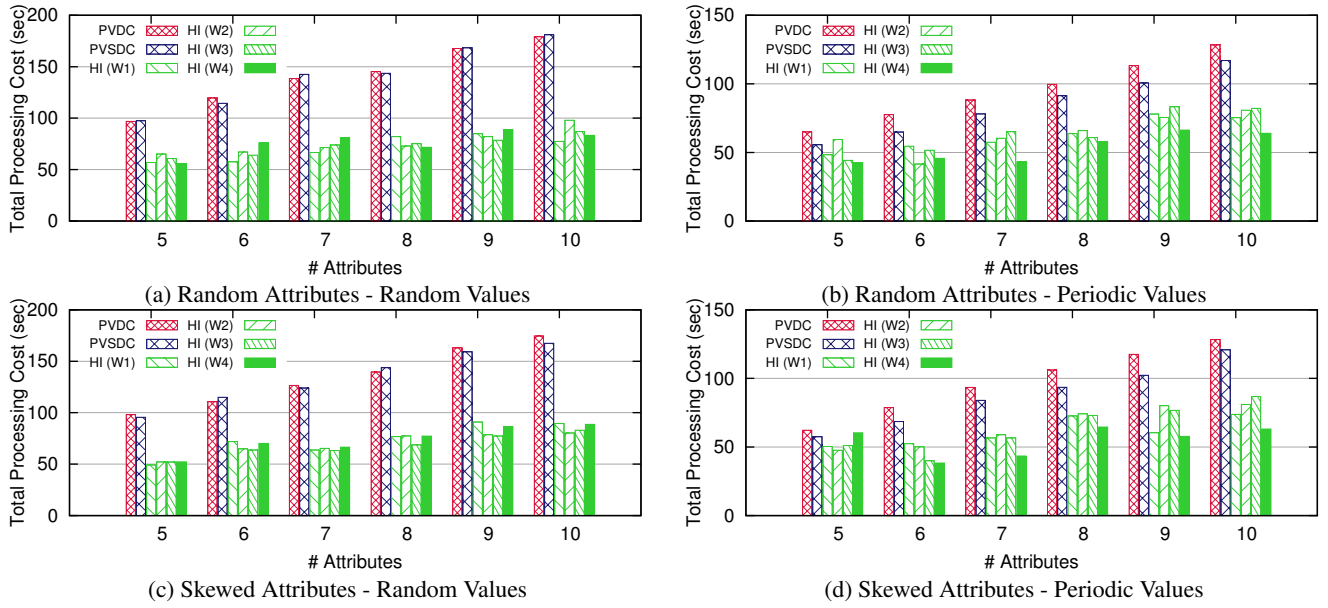 Total Processing Cost (sec)
200
150
100
50
0
PVDC
PVSDC
HI (W1)
HI (W2)
HI (W3)
HI (W4)
5 6 7 8 9 10
# Attributes
(a) Random Attributes - Random Values
Total Processing Cost (sec)
150
100
50
0
PVDC
PVSDC
HI (W1)
HI (W2)
HI (W3)
HI (W4)
5 6 7 8 9 10
# Attributes
(b) Random Attributes - Periodic Values
Total Processing Cost (sec)
200
150
100
50
0
PVDC
PVSDC
HI (W1)
HI (W2)
HI (W3)
HI (W4)
5 6 7 8 9 10
# Attributes
(c) Skewed Attributes - Random Values
Total Processing Cost (sec)
150
100
50
0
PVDC
PVSDC
HI (W1)
HI (W2)
HI (W3)
HI (W4)
5 6 7 8 9 10
# Attributes
(d) Skewed Attributes - Periodic Values